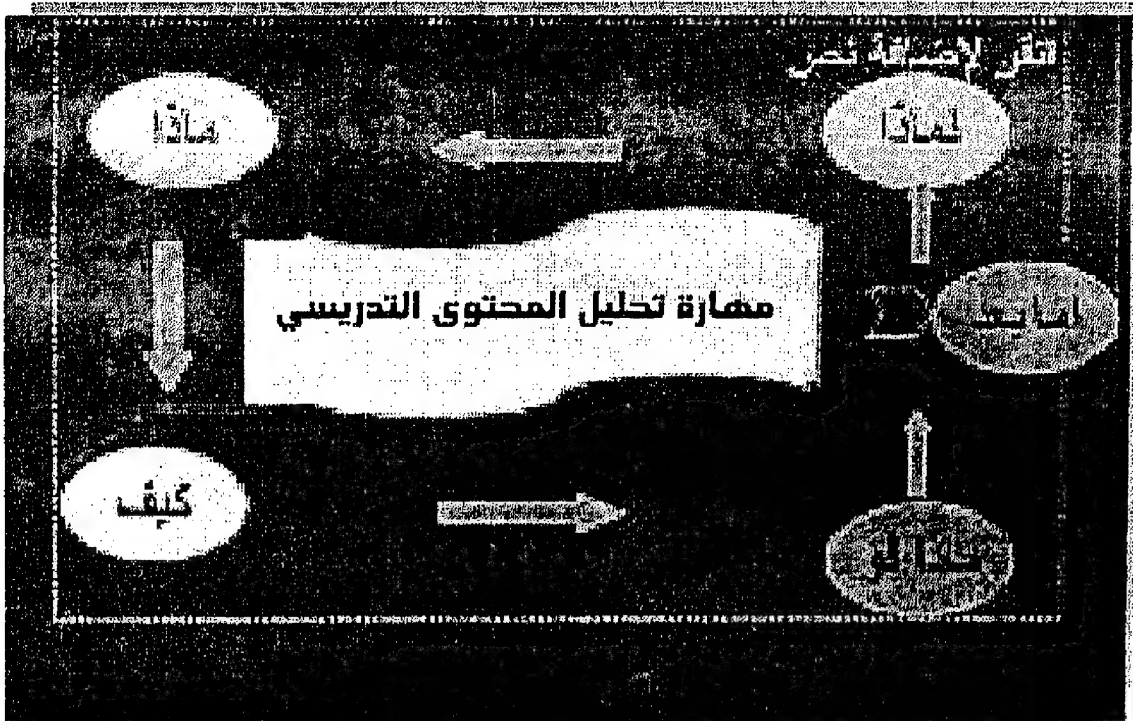 انقر لإضافة نص
لماذا
ماذا
مهارة تحليل المحتوى التدريسي
كيف